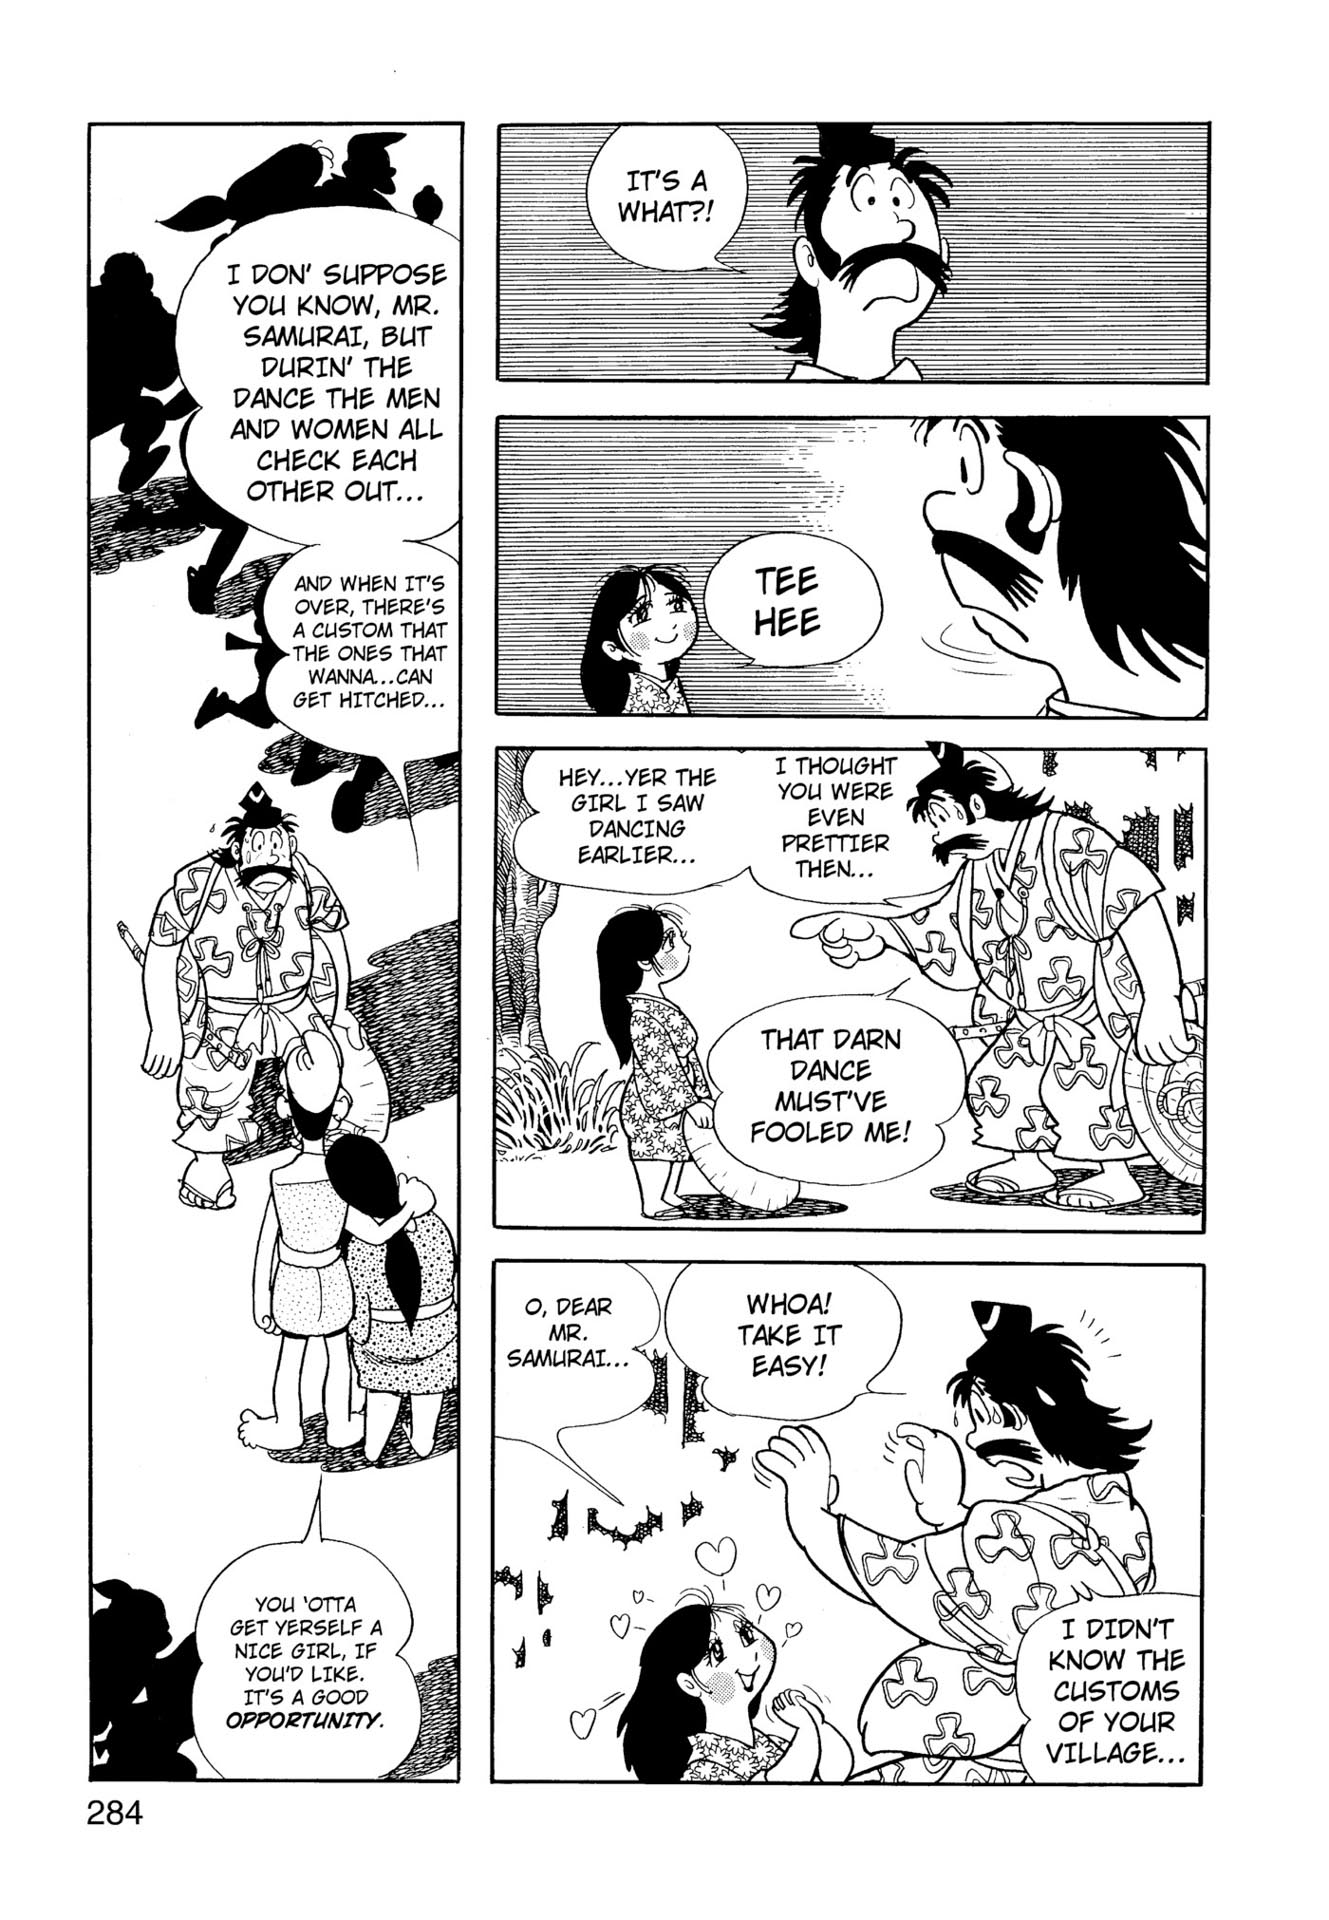 I DON' SUPPOSE
YOU KNOW, MR.
SAMURAI, BUT
DURIN' THE
DANCE THE MEN
AND WOMEN ALL
CHECK EACH
OTHER OUT...
AND WHEN IT'S
OVER, THERE'S
A CUSTOM THAT
THE ONES THAT
WANNA...CAN
GET HITCHED...
YOU 'OTTA
GET YERSELF A
NICE GIRL, IF
YOU'D LIKE.
IT'S A GOOD
OPPORTUNITY.
IT'S A
WHAT?!
TEE
HEE
HEY...YER THE
GIRL I SAW
DANCING
EARLIER...
I THOUGHT
YOU WERE
EVEN
PRETTIER
THEN...
THAT DARN
DANCE
MUST'VE
FOOLED ME!
O, DEAR
MR.
SAMURAI...
WHOA!
TAKE IT
EASY!
I DIDN'T
KNOW THE
CUSTOMS
OF YOUR
VILLAGE...
284